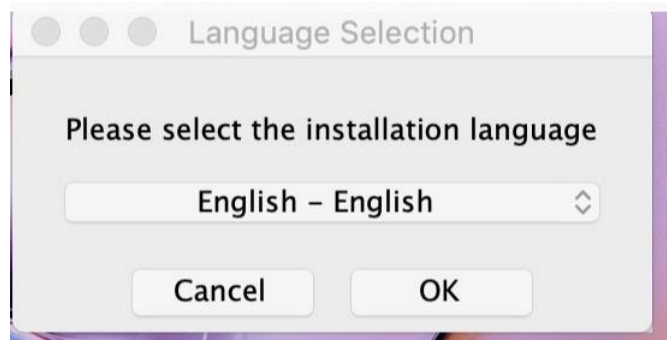 Language Selection
Please select the installation language
English – English
Cancel
OK